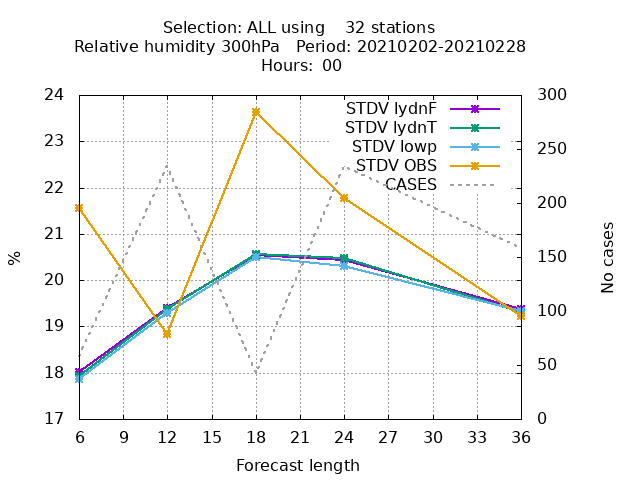 Selection: ALL using    32 stations
Relative humidity 300hPa   Period: 20210202-20210228
Hours: 00
STDV lydnF
STDV lydnT
STDV lowp
STDV OBS
CASES
24
23
22
21
20
19
18
17
300
250
200
150
100
50
0
%
No cases
6 9 12 15 18 21 24 27 30 33 36
Forecast length